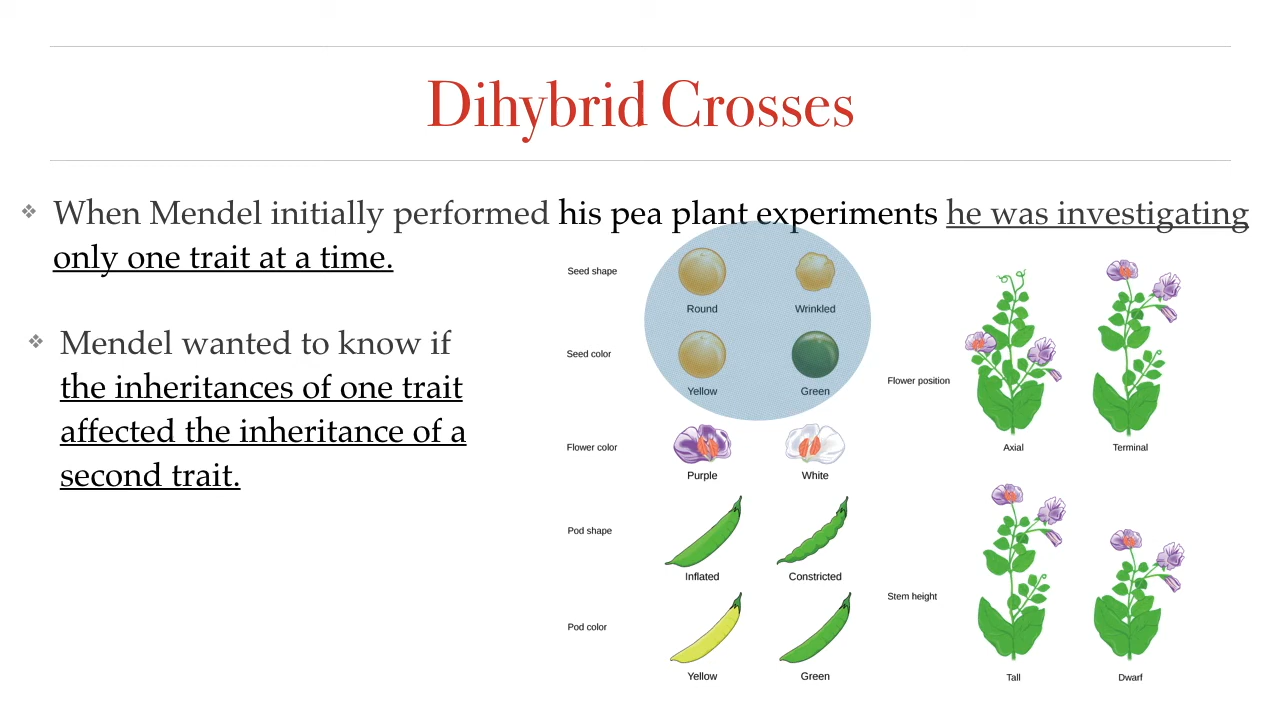 Dihybrid Crosses
❖ When Mendel initially performed his pea plant experiments he was investigating
only one trait at a time.
❖ Mendel wanted to know if
the inheritances of one trait
affected the inheritance of a
second trait.
Seed shape
Round Wrinkled
Seed color
Yellow Green
Flower color
Purple White
Pod shape
Inflated Constricted
Pod color
Yellow Green
Flower position
Axial Terminal
Stem height
Tall Dwarf